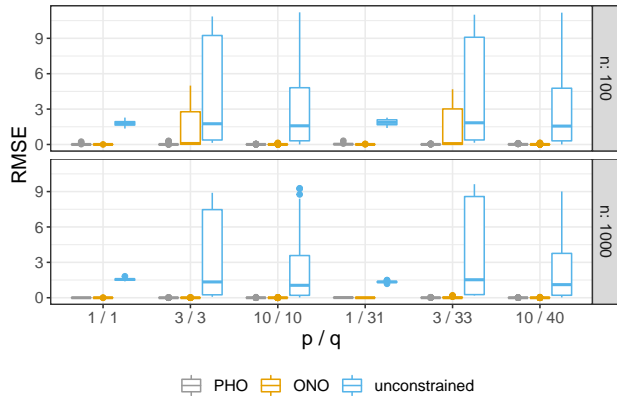 RMSE
9
6
3
0
n: 100
9
6
3
0
n: 1000
1 / 1 3 / 3 10 / 10 1 / 31 3 / 33 10 / 40
p / q
PHO ONO unconstrained